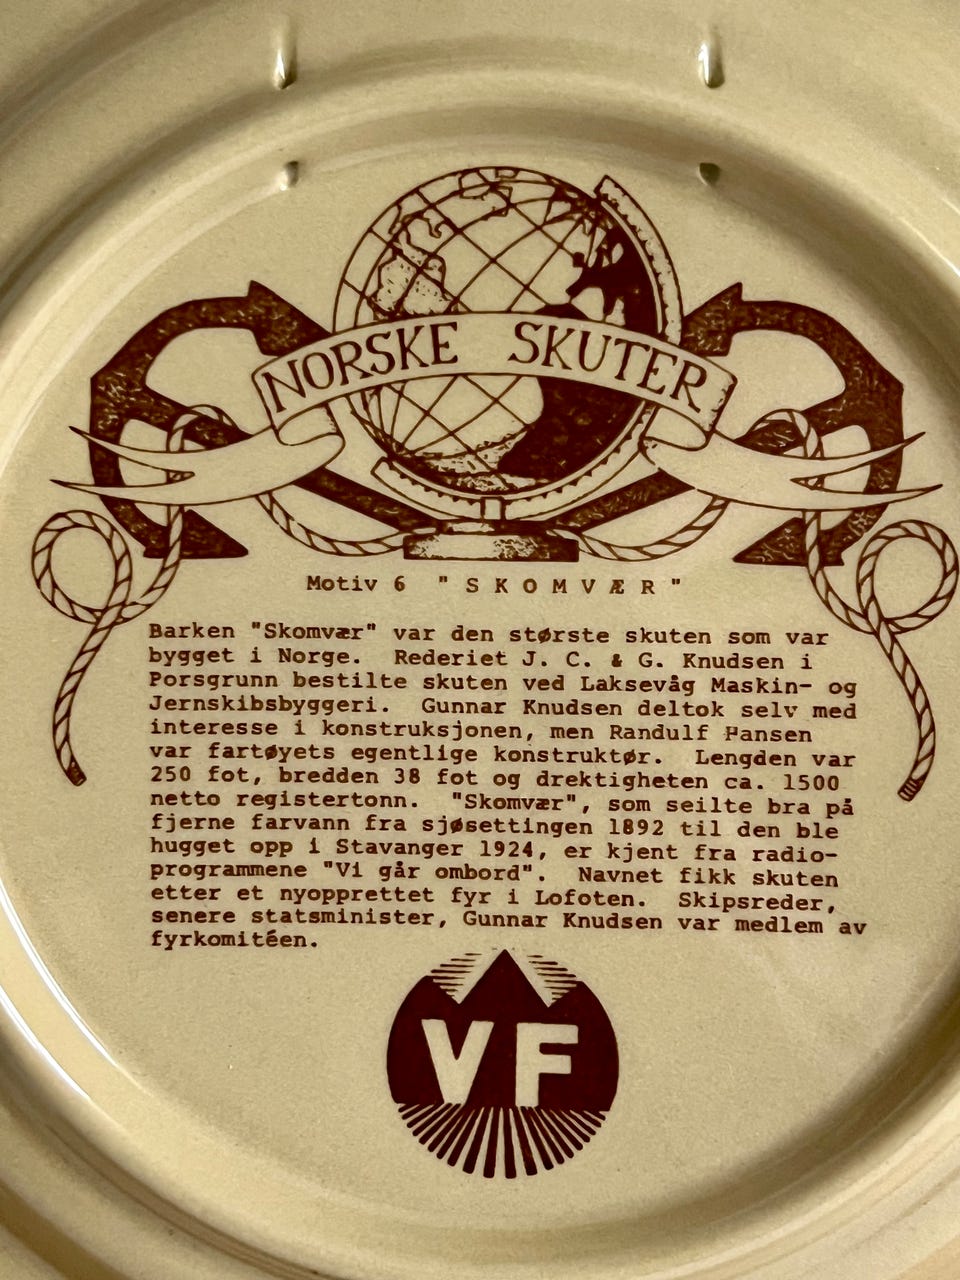 NORSKE SKUTER
Motiv 6 "SKOMVÆR"
Barken "Skomvær" var den største skuten som var
bygget i Norge. Rederiet J. C. & G. Knudsen i
Porsgrunn bestilte skuten ved Laksevåg Maskin- og
Jernskibsbyggeri. Gunnar Knudsen deltok selv med
interesse i konstruksjonen, men Randulf Hansen
var fartøyets egentlige konstruktør. Lengden var
250 fot, bredden 38 fot og drektigheten ca. 1500
netto registertonn. "Skomvær", som seilte bra på
fjerne farvann fra sjøsettingen 1892 til den ble
hugget opp i Stavanger 1924, er kjent fra radio-
programmene "Vi går ombord". Navnet fikk skuten
etter et nyopprettet fyr i Lofoten. Skipsreder,
senere statsminister, Gunnar Knudsen var medlem av
fyrkomitéen.
VF